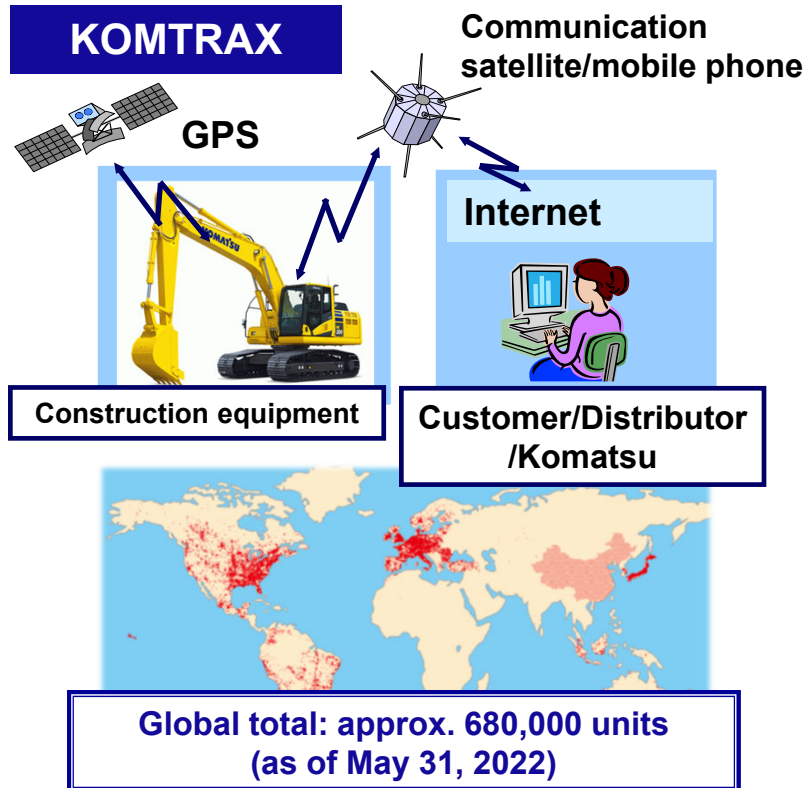 KOMTRAX
Communication
satellite/mobile phone
GPS
KOMATSU
Internet
Construction equipment
Customer/Distributor
/Komatsu
Global total: approx. 680,000 units
(as of May 31, 2022)